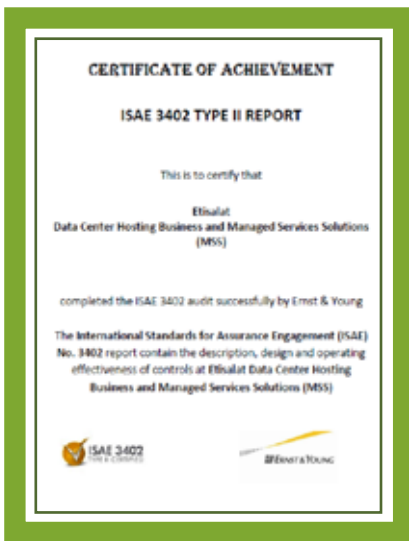 CERTIFICATE OF ACHIEVEMENT
ISAE 3402 TYPE II REPORT
This is to certify that
Etisalat
Data Center Hosting Business and Managed Services Solutions
(MSS)
completed the ISAE 3402 audit successfully by Ernst & Young
The International Standards for Assurance Engagement (ISAE)
No. 3402 report contain the description, design and operating
effectiveness of controls at Etisalat Data Center Hosting
Business and Managed Services Solutions (MSS)
ISAE 3402
TYPE II CERTIFIED
ERNST & YOUNG